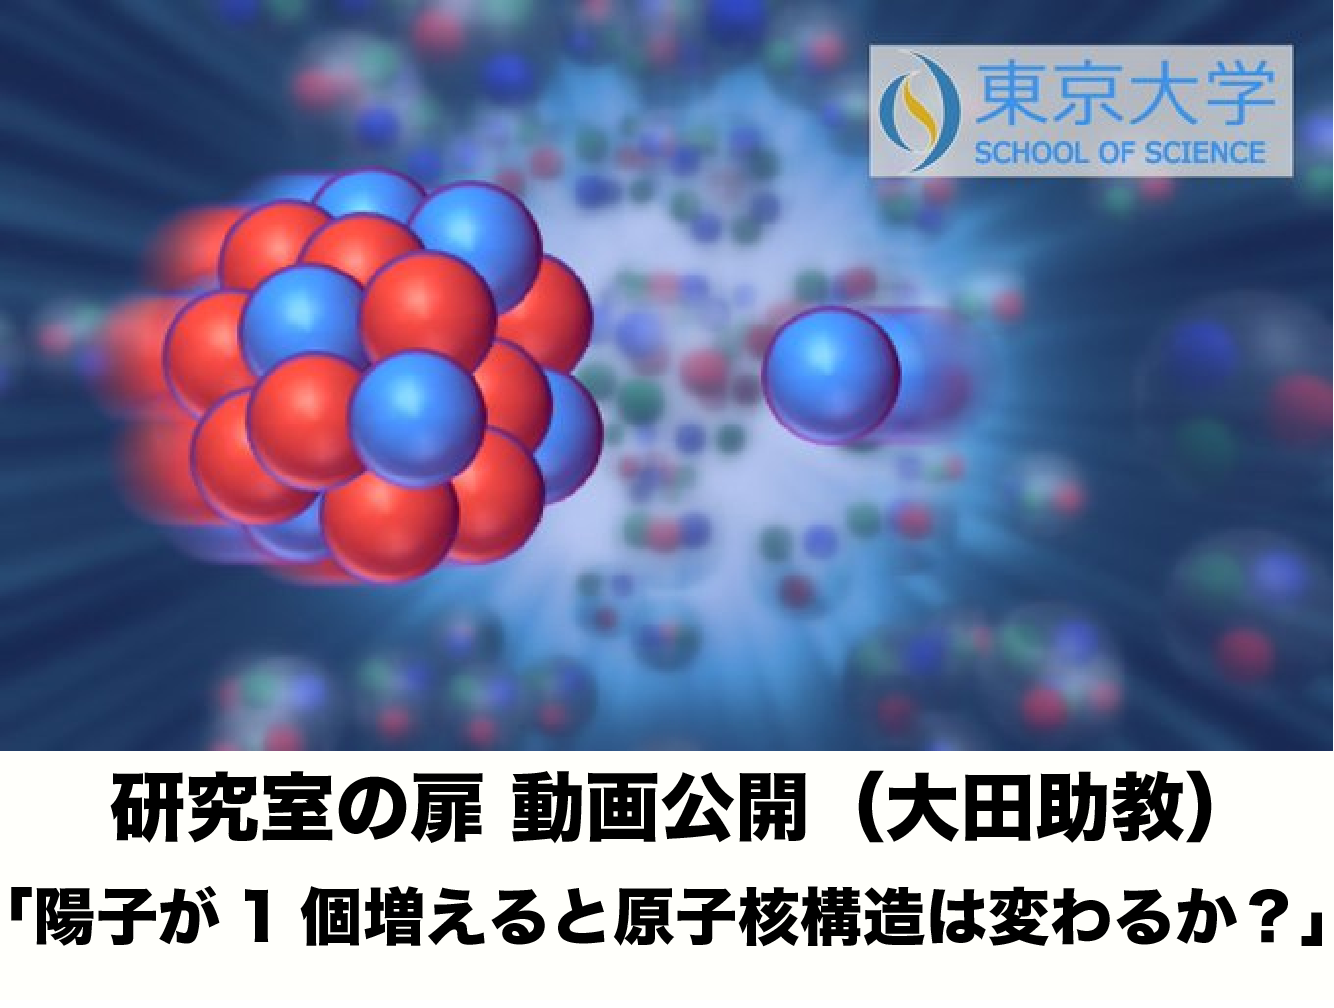 東京大学
SCHOOL OF SCIENCE
研究室の扉 動画公開（大田助教）
「陽子が 1 個増えると原子核構造は変わるか？」